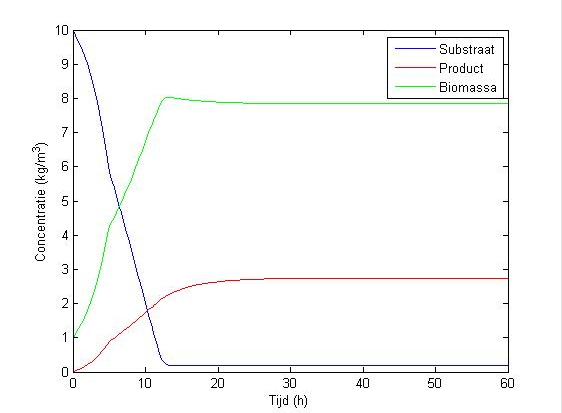 10
9
8
7
6
5
4
3
2
1
0
Concentratie (kg/m³)
Substraat
Product
Biomassa
0 10 20 30 40 50 60
Tijd (h)